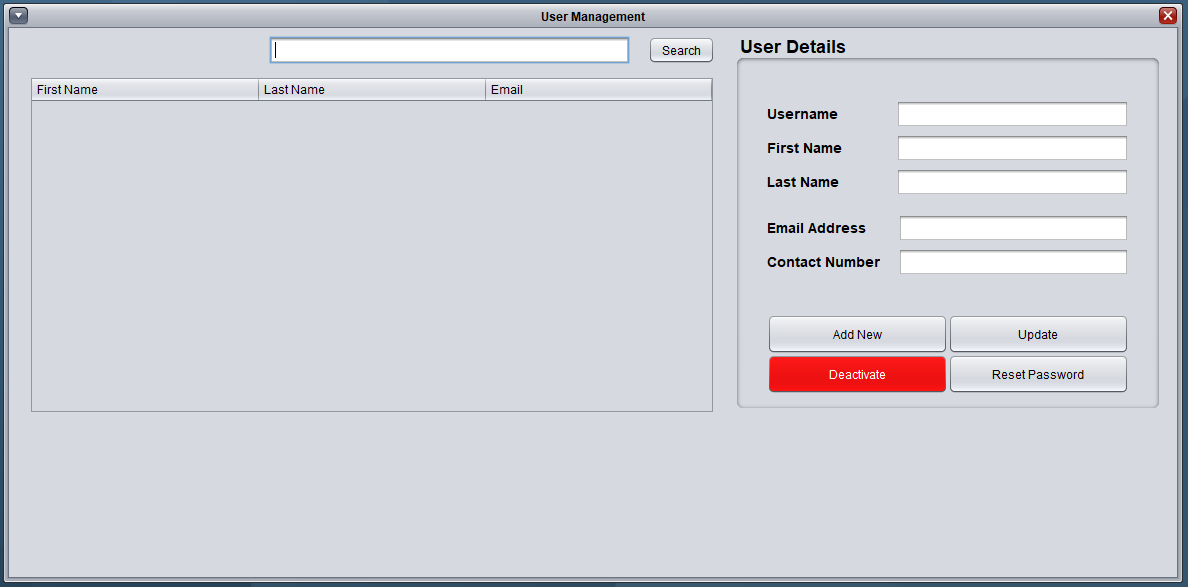 User Management
Search
First Name Last Name Email
User Details
Username
First Name
Last Name
Email Address
Contact Number
Add New Update
Deactivate Reset Password